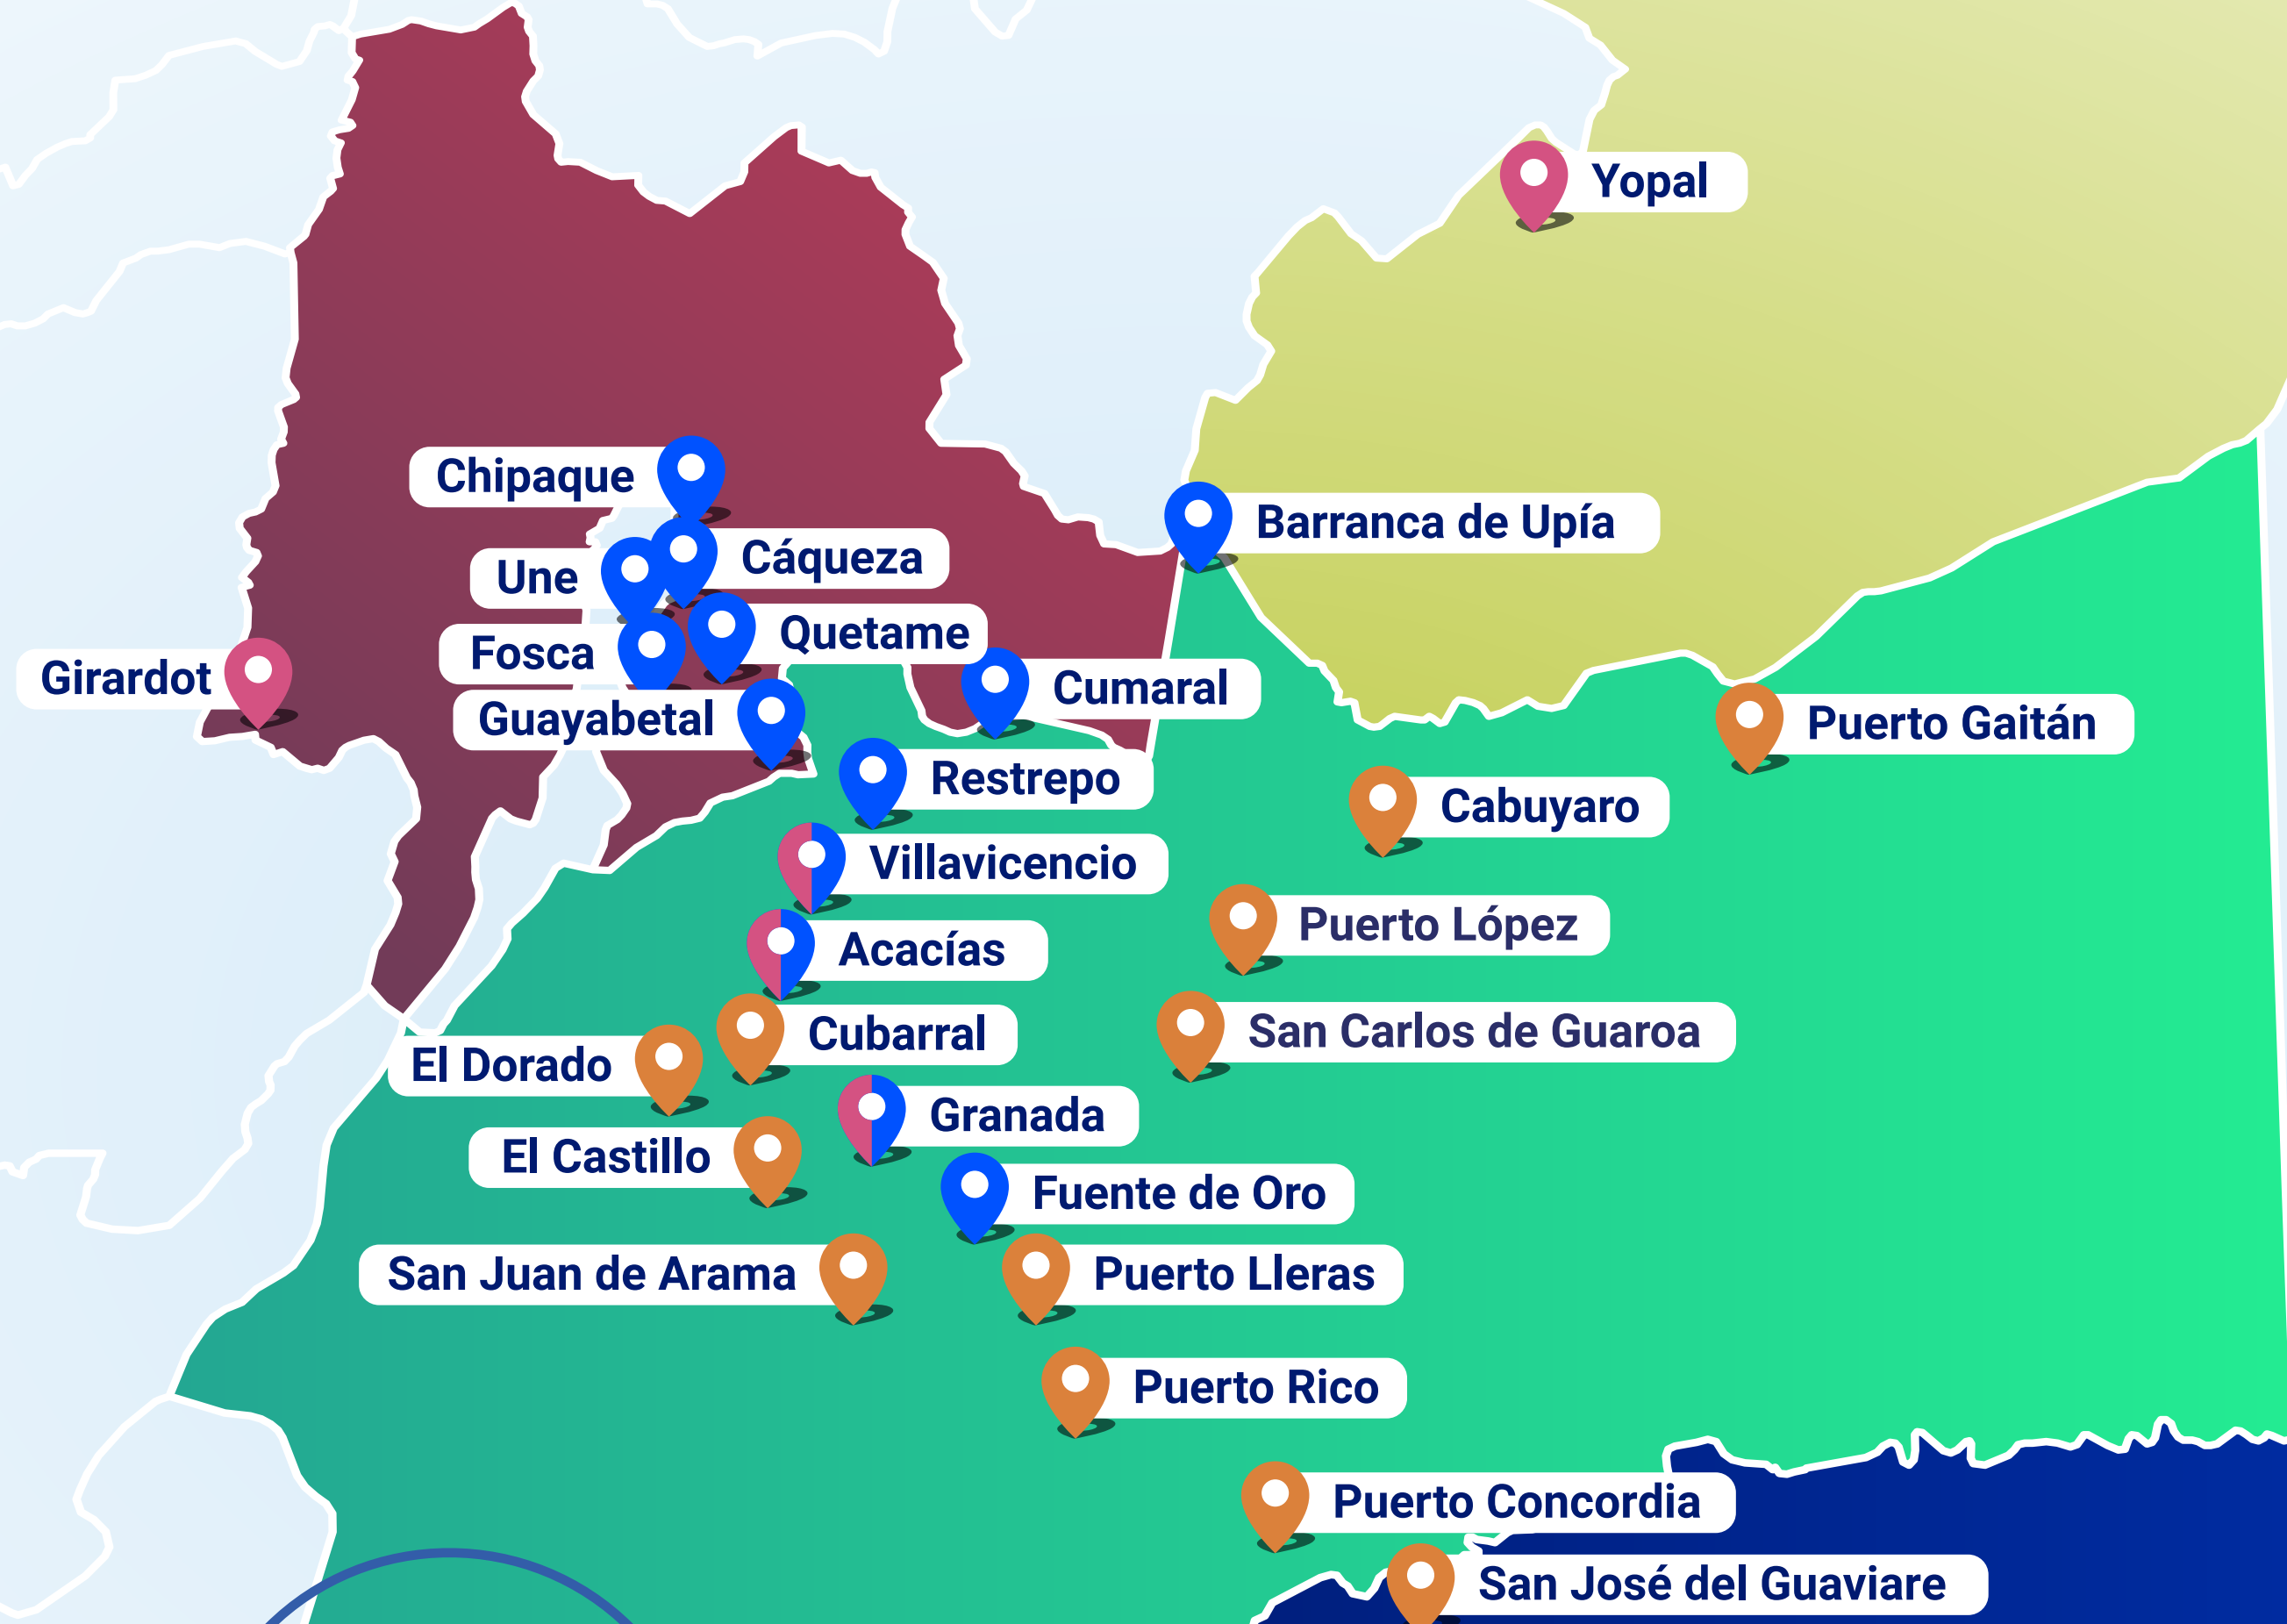 Yopal
Chipaque
Barranca de Upía
Cáqueza
Une
Quetame
Fosca
Girardot
Cumaral
Guayabetal
Puerto Gaitán
Restrepo
Cabuyaro
Villavicencio
Puerto López
Acacías
San Carlos de Guaroa
Cubarral
El Dorado
Granada
El Castillo
Fuente de Oro
San Juan de Arama
Puerto Lleras
Puerto Rico
Puerto Concordia
San José del Guaviare